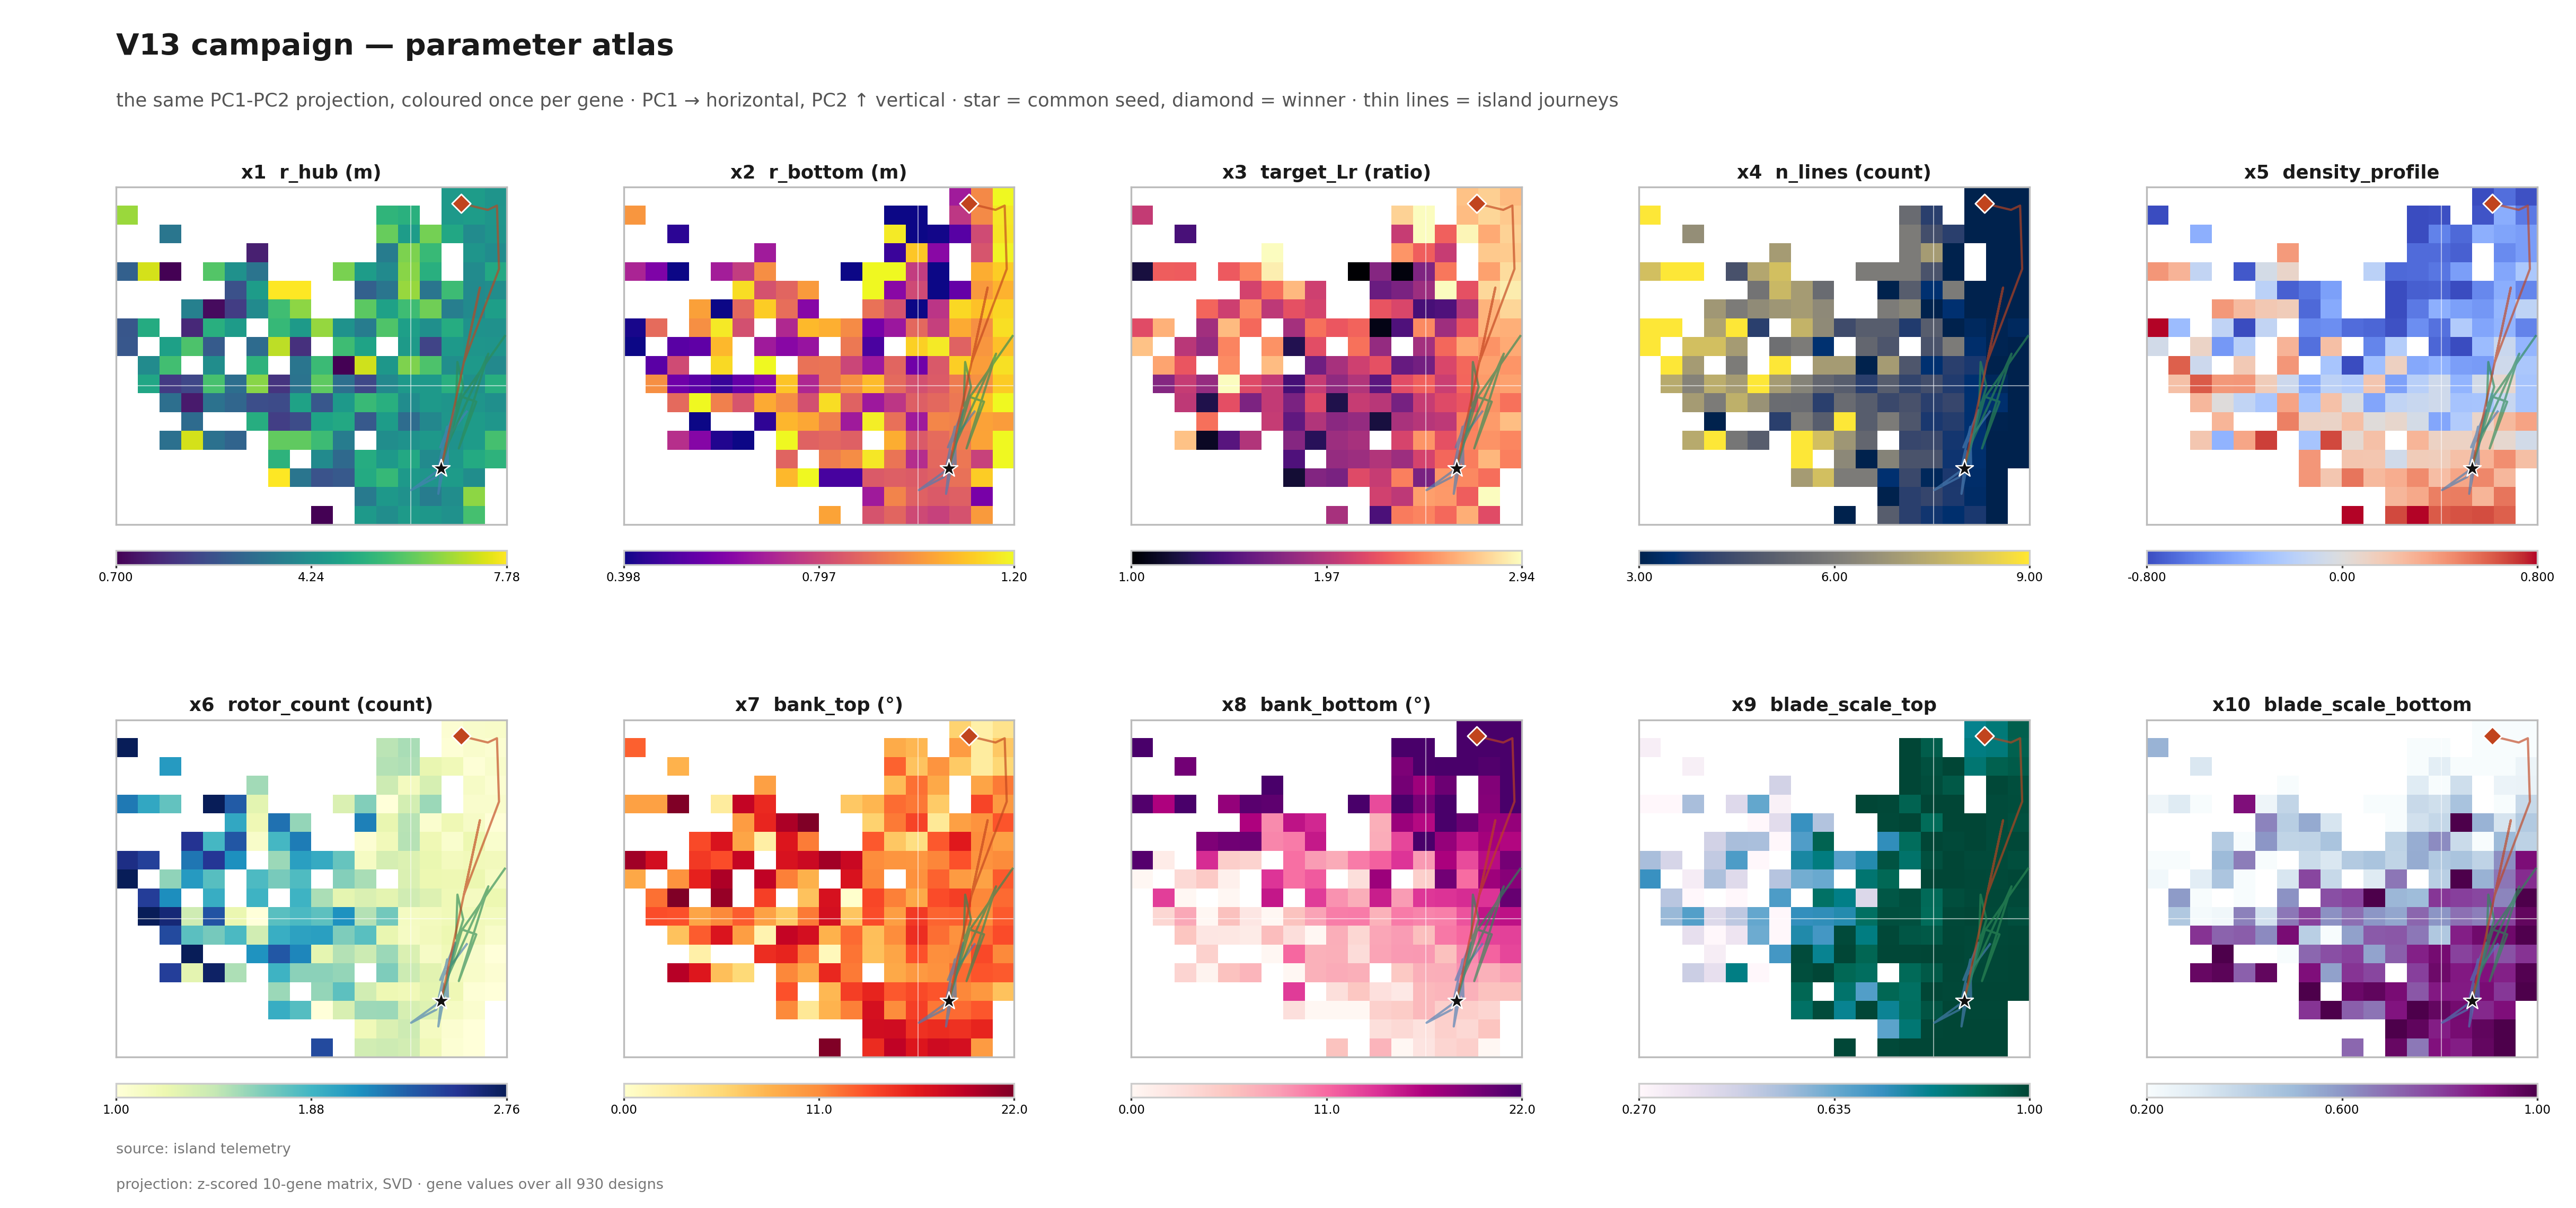 V13 campaign — parameter atlas
the same PC1-PC2 projection, coloured once per gene · PC1 → horizontal, PC2 ↑ vertical · star = common seed, diamond = winner · thin lines = island journeys
x1 r_hub (m)
x2 r_bottom (m)
x3 target_Lr (ratio)
x4 n_lines (count)
x5 density_profile
0.700 4.24 7.78
0.398 0.797 1.20
1.00 1.97 2.94
3.00 6.00 9.00
-0.800 0.00 0.800
x6 rotor_count (count)
x7 bank_top (°)
x8 bank_bottom (°)
x9 blade_scale_top
x10 blade_scale_bottom
1.00 1.88 2.76
0.00 11.0 22.0
0.00 11.0 22.0
0.270 0.635 1.00
0.200 0.600 1.00
source: island telemetry
projection: z-scored 10-gene matrix, SVD · gene values over all 930 designs